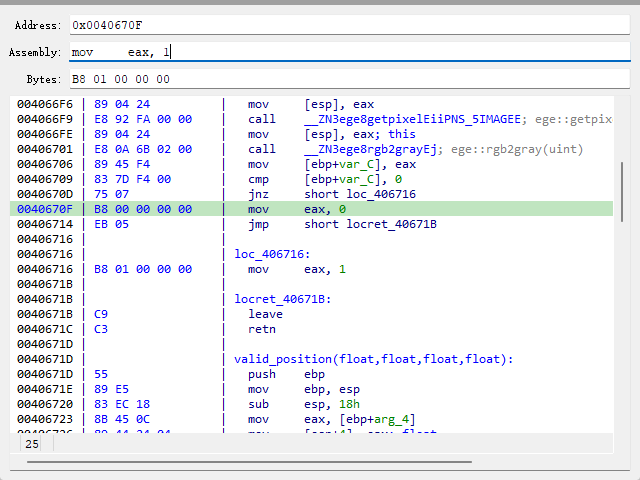 Address: 0x0040670F
Assembly: mov     eax, 1
Bytes: B8 01 00 00 00
004066F6 | 89 04 24 | mov     [esp], eax
004066F9 | E8 92 FA 00 00 | call    __ZN3ege8getpixelEiiPNS_5IMAGEE; ege::getpix
004066FE | 89 04 24 | mov     [esp], eax; this
00406701 | E8 0A 6B 02 00 | call    __ZN3ege8rgb2grayEj; ege::rgb2gray(uint)
00406706 | 89 45 F4 | mov     [ebp+var_C], eax
00406709 | 83 7D F4 00 | cmp     [ebp+var_C], 0
0040670D | 75 07 | jnz     short loc_406716
0040670F | B8 00 00 00 00 | mov     eax, 0
00406714 | EB 05 | jmp     short locret_40671B
00406716 | |
00406716 | | loc_406716:
00406716 | B8 01 00 00 00 | mov     eax, 1
0040671B | |
0040671B | | locret_40671B:
0040671B | C9 | leave
0040671C | C3 | retn
0040671D | |
0040671D | | valid_position(float,float,float,float):
0040671D | 55 | push    ebp
0040671E | 89 E5 | mov     ebp, esp
00406720 | 83 EC 18 | sub     esp, 18h
00406723 | 8B 45 0C | mov     eax, [ebp+arg_4]
25